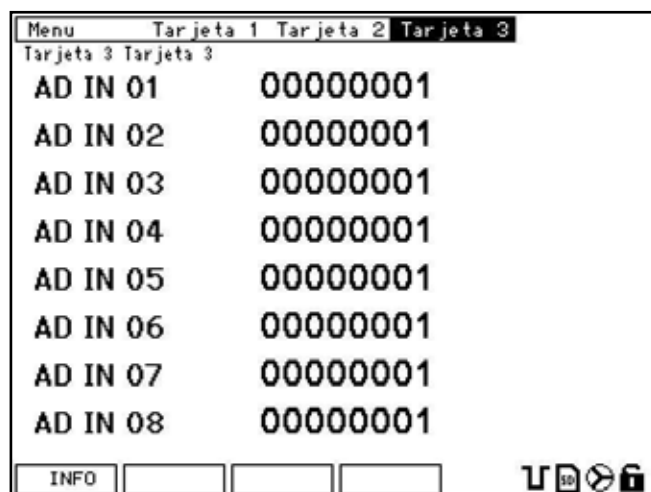 Menu Tarjeta 1 Tarjeta 2 Tarjeta 3
Tarjeta 3 Tarjeta 3
AD IN 01 00000001
AD IN 02 00000001
AD IN 03 00000001
AD IN 04 00000001
AD IN 05 00000001
AD IN 06 00000001
AD IN 07 00000001
AD IN 08 00000001
INFO SD